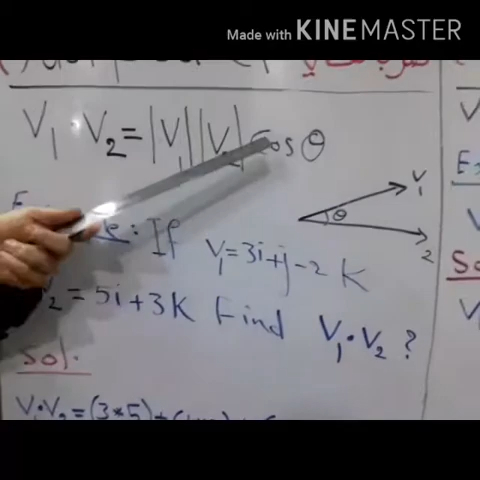 Made with KINEMASTER
V₁ · V₂ = |V₁| |V₂| Cos θ
V₁
θ
2
: If V₁ = 3i + j - 2K
₂ = 5i + 3K Find V₁ · V₂ ?
Sol.
V₁·V₂ = (3*5) +